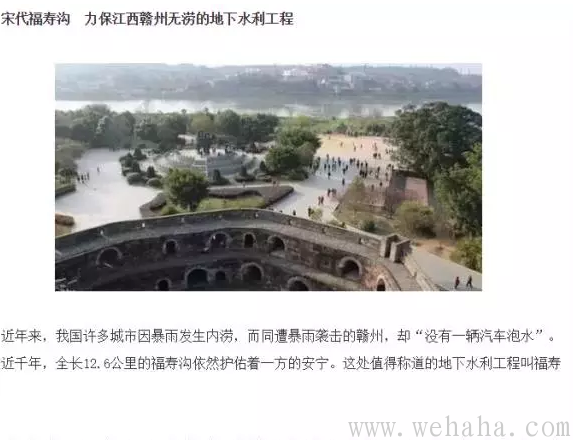 宋代福寿沟　力保江西赣州无涝的地下水利工程
近年来，我国许多城市因暴雨发生内涝，而同遭暴雨袭击的赣州，却“没有一辆汽车泡水”。
近千年，全长12.6公里的福寿沟依然护佑着一方的安宁。这处值得称道的地下水利工程叫福寿
www.wehaha.com